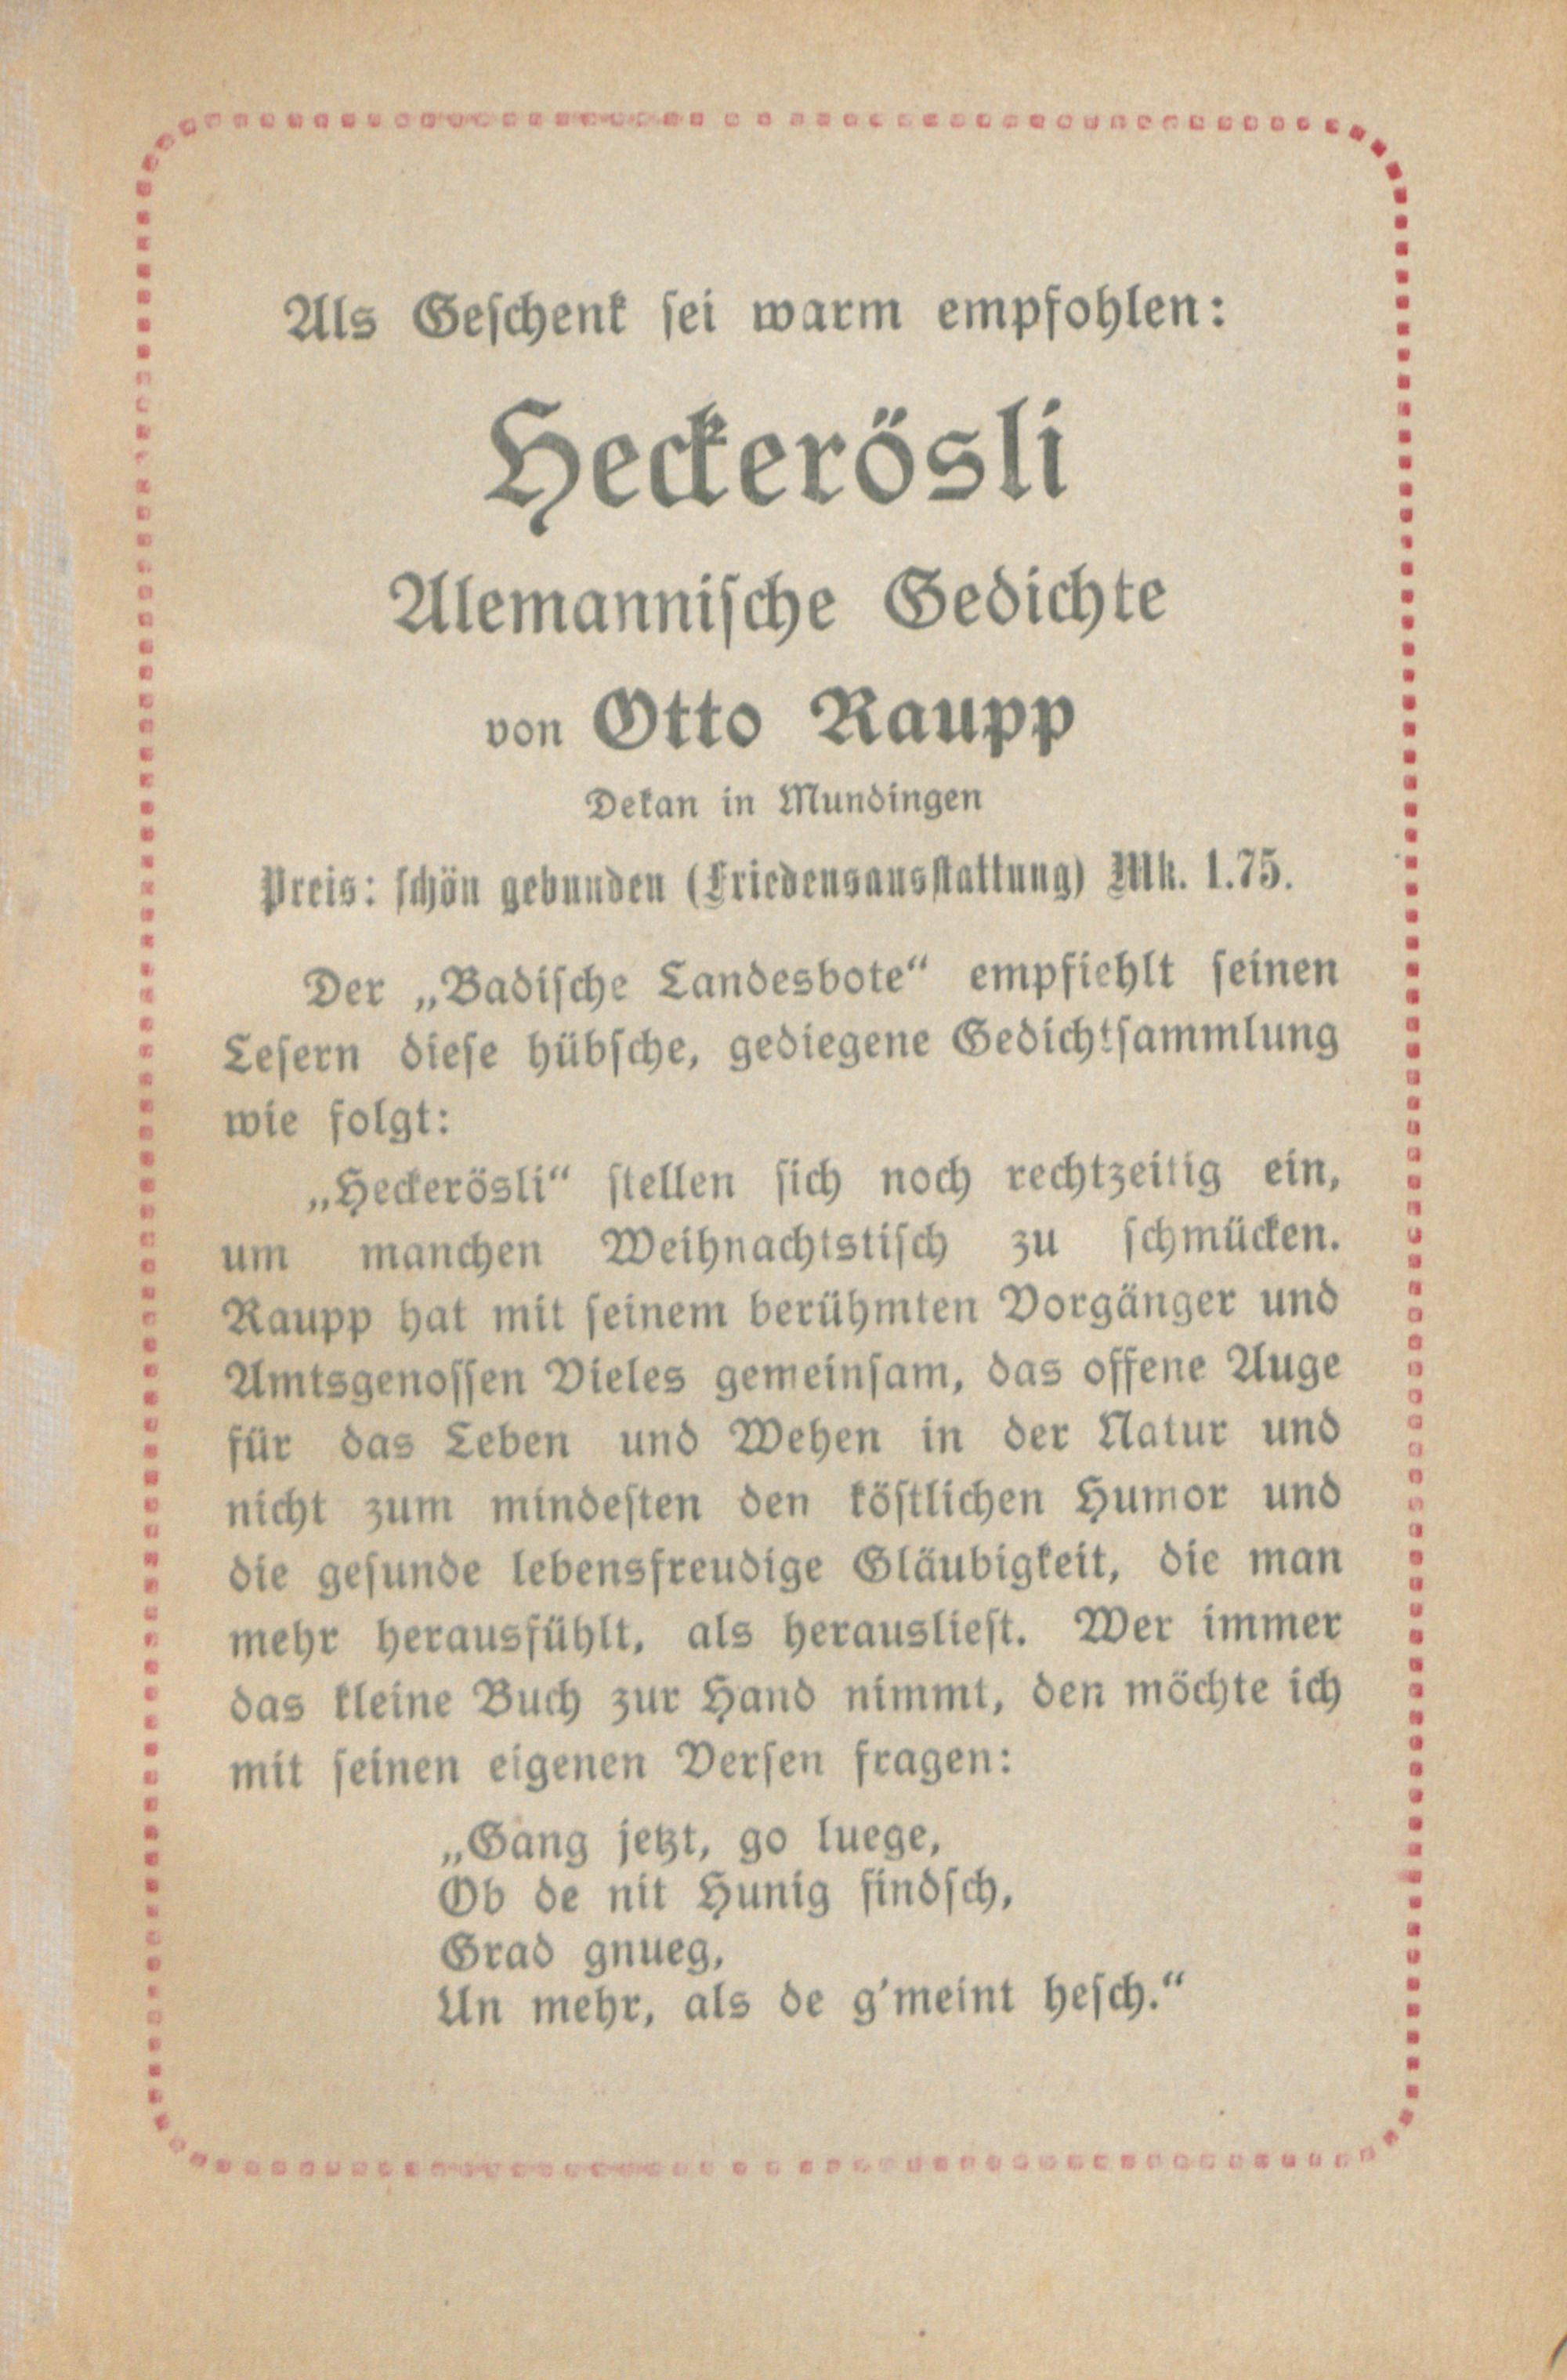 Als Geschenk sei warm empfohlen:
Heckerösli
Alemannische Gedichte
von Otto Raupp
Dekan in Mundingen
Preis: schön gebunden (Friedensausstattung) Mk. 1.75.
Der „Badische Landesbote“ empfiehlt seinen
Lesern diese hübsche, gediegene Gedichtsammlung
wie folgt:
„Heckerösli“ stellen sich noch rechtzeitig ein,
um manchen Weihnachtstisch zu schmücken.
Raupp hat mit seinem berühmten Vorgänger und
Amtsgenossen Vieles gemeinsam, das offene Auge
für das Leben und Wehen in der Natur und
nicht zum mindesten den köstlichen Humor und
die gesunde lebensfreudige Gläubigkeit, die man
mehr herausfühlt, als herausliest. Wer immer
das kleine Buch zur Hand nimmt, den möchte ich
mit seinen eigenen Versen fragen:
„Gang jetzt, go luege,
Ob de nit Hunig findsch,
Grad gnueg,
Un mehr, als de g'meint hesch.“